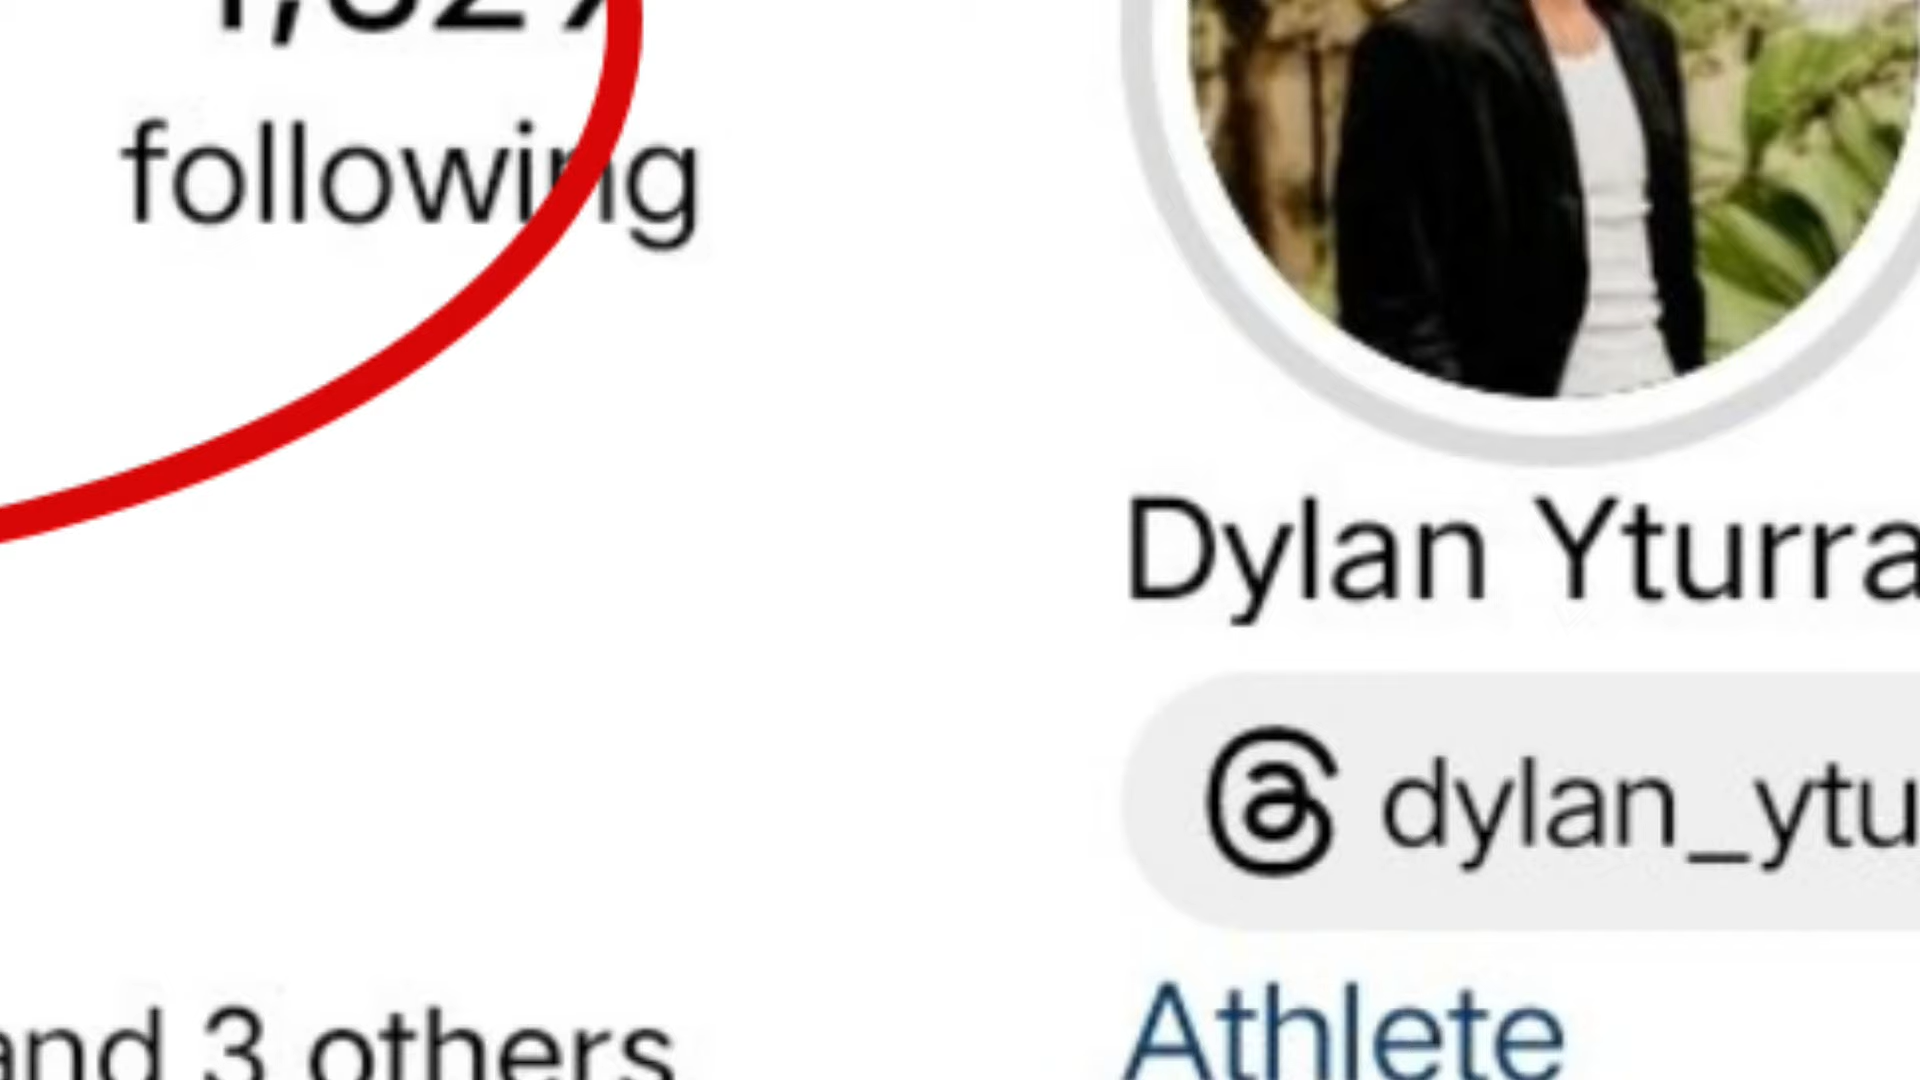 following
and 3 others
Dylan Yturra
dylan_ytu
Athlete